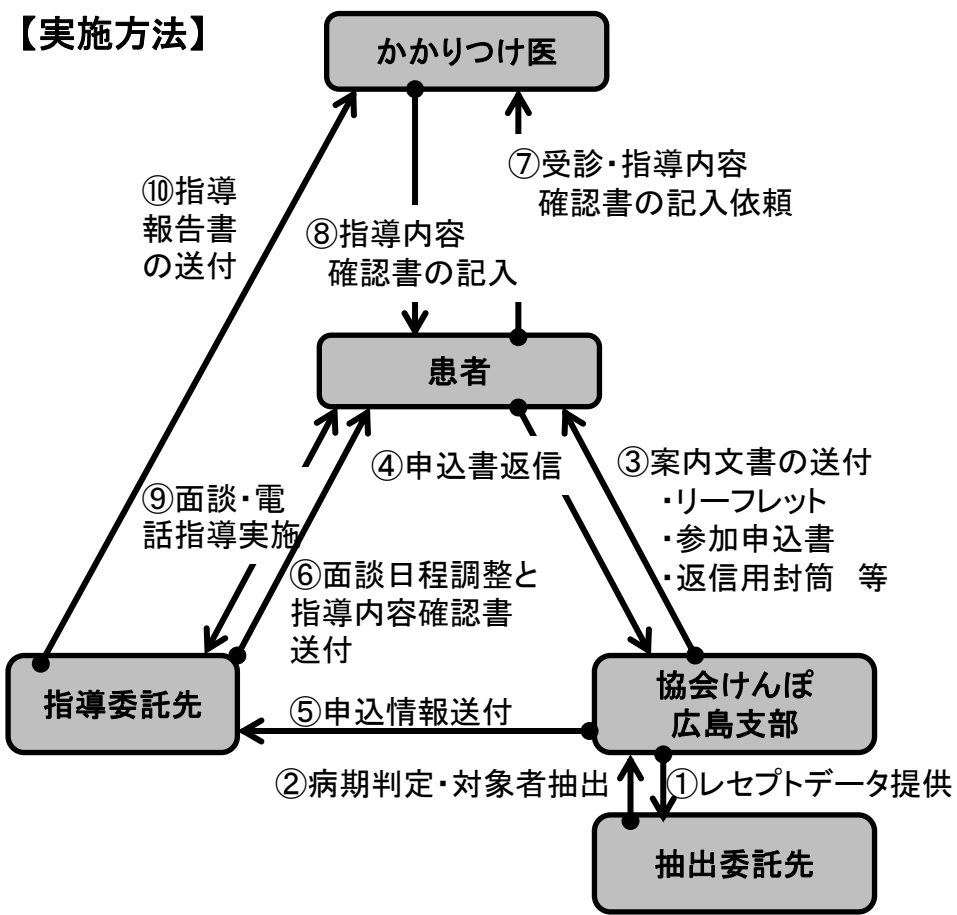 【実施方法】
かかりつけ医
⑦受診・指導内容
確認書の記入依頼
⑩指導
報告書
の送付
⑧指導内容
確認書の記入
患者
④申込書返信
③案内文書の送付
・リーフレット
・参加申込書
・返信用封筒　等
⑨面談・電
話指導実施
⑥面談日程調整と
指導内容確認書
送付
指導委託先
⑤申込情報送付
協会けんぽ
広島支部
②病期判定・対象者抽出
①レセプトデータ提供
抽出委託先